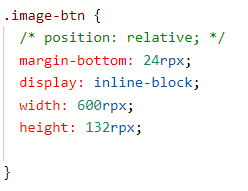 .image-btn {
/* position: relative; */
margin-bottom: 24rpx;
display: inline-block;
width: 600rpx;
height: 132rpx;
}